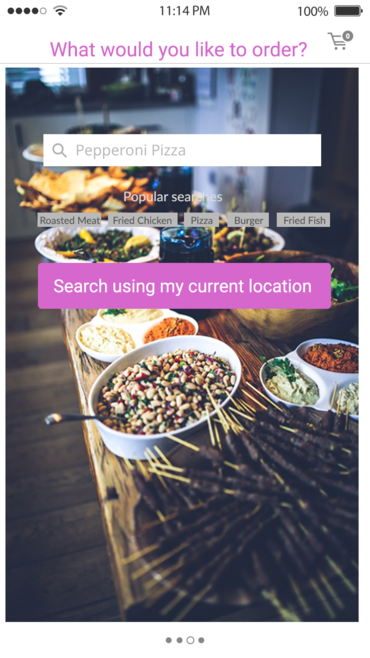 11:14 PM
100%
What would you like to order?
0
Pepperoni Pizza
Popular searches
Roasted Meat Fried Chicken Pizza Burger Fried Fish
Search using my current location